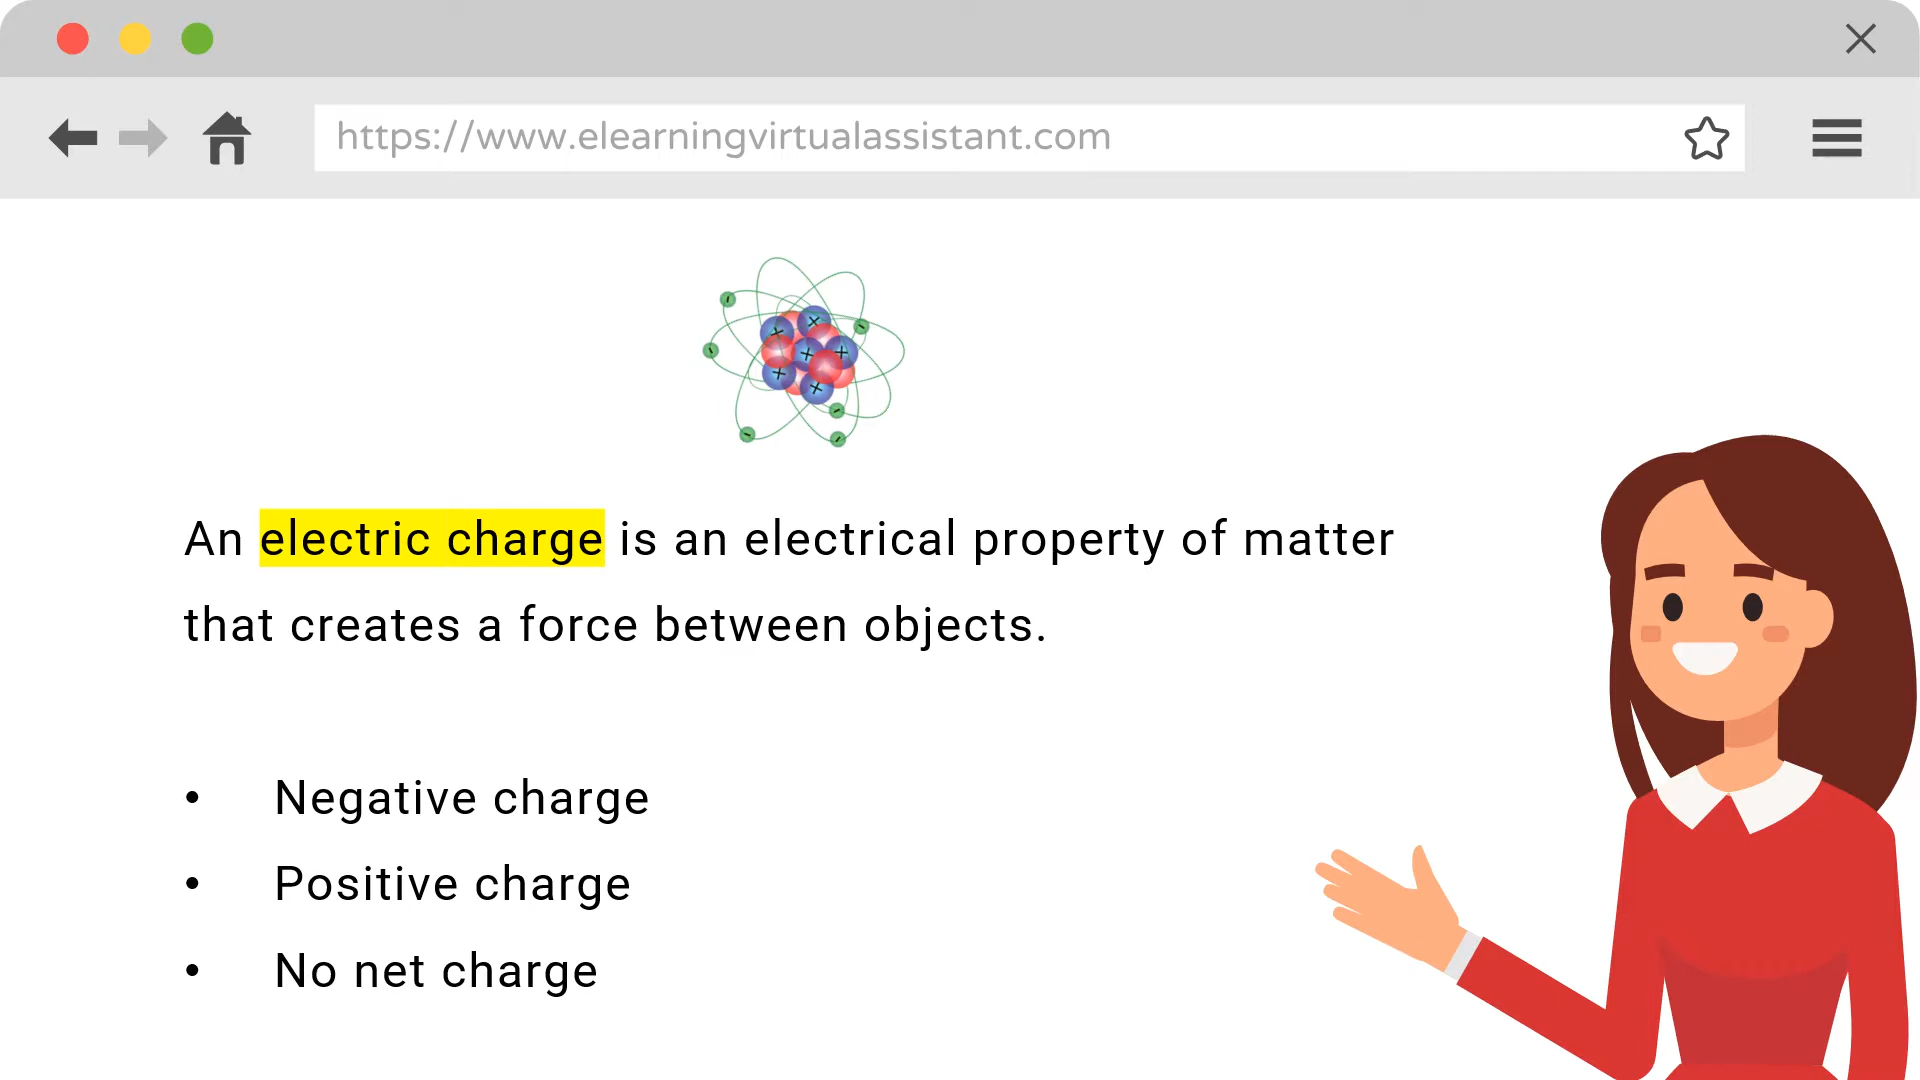 https://www.elearningvirtualassistant.com
An electric charge is an electrical property of matter
that creates a force between objects.
• Negative charge
• Positive charge
• No net charge